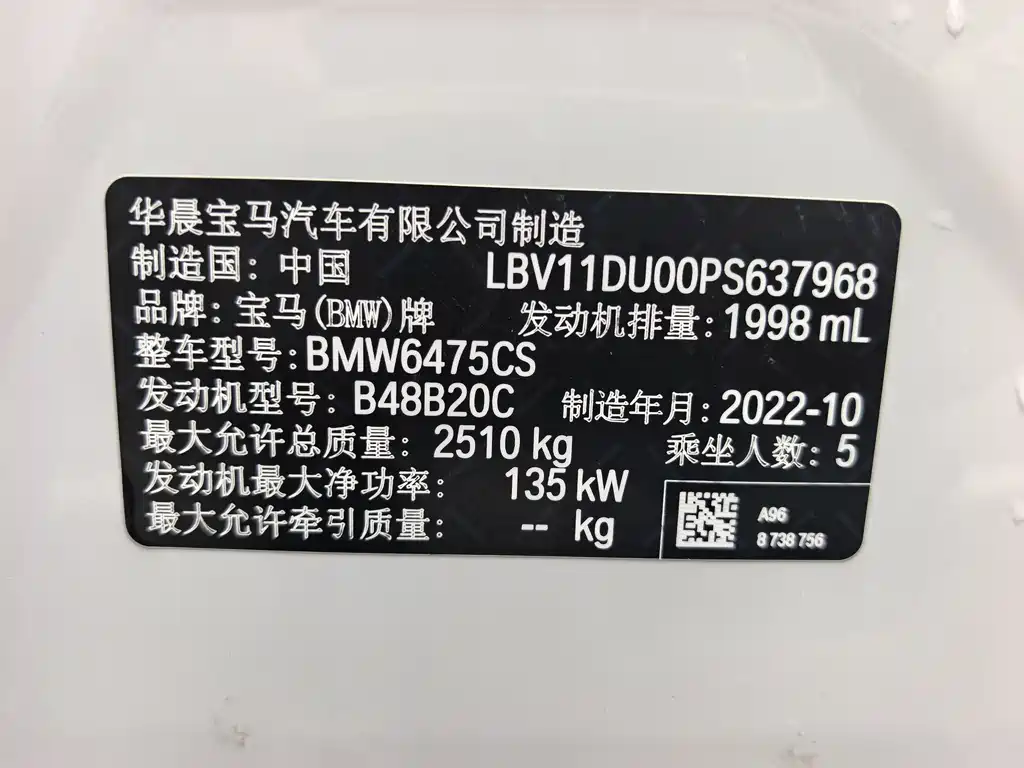 华晨宝马汽车有限公司制造
制造国: 中国 LBV11DU00PS637968
品牌: 宝马(BMW)牌 发动机排量: 1998 mL
整车型号: BMW6475CS
发动机型号: B48B20C 制造年月: 2022-10
最大允许总质量: 2510 kg 乘坐人数: 5
发动机最大净功率: 135 kW
最大允许牵引质量: -- kg
A96
8 738 756